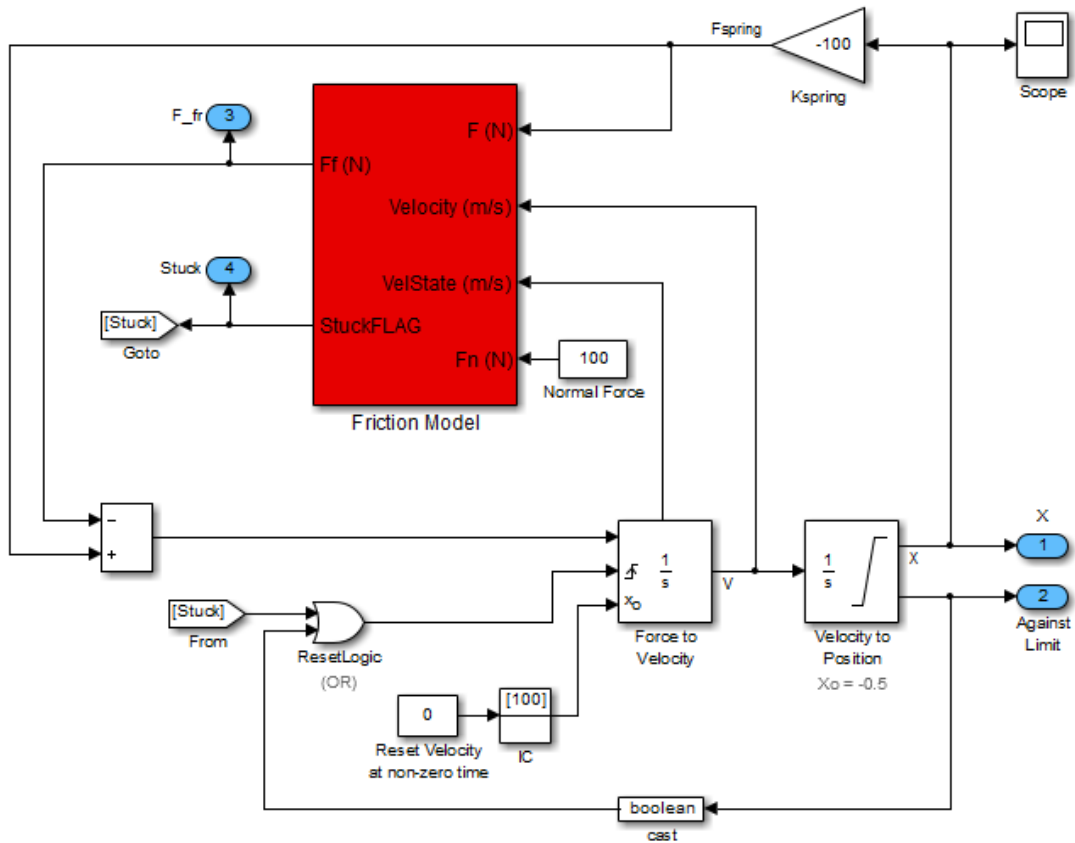 Fspring
-100
Kspring
Scope
F_fr
3
F (N)
Ff (N)
Velocity (m/s)
Stuck
4
VelState (m/s)
[Stuck]
Goto
StuckFLAG
Fn (N)
100
Normal Force
Friction Model
−
+
1
s
xo
Force to
Velocity
V
1
s
Velocity to
Position
Xo = -0.5
X
X
1
2
Against
Limit
[Stuck]
From
ResetLogic
(OR)
0
Reset Velocity
at non-zero time
[100]
IC
boolean
cast